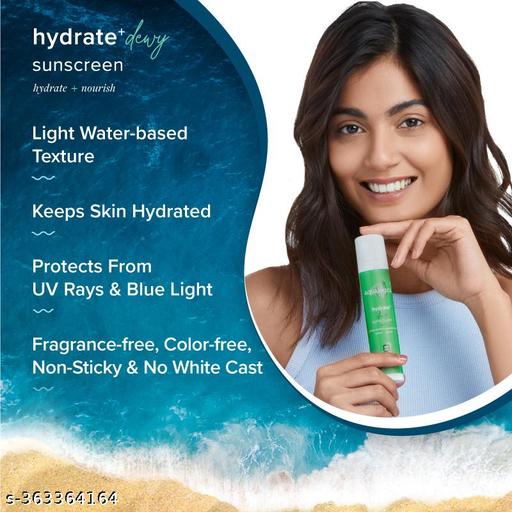 hydrate+ dewy
sunscreen
hydrate + nourish
Light Water-based
Texture
Keeps Skin Hydrated
Protects From
UV Rays & Blue Light
Fragrance-free, Color-free,
Non-Sticky & No White Cast
hydrate+
s-363364164